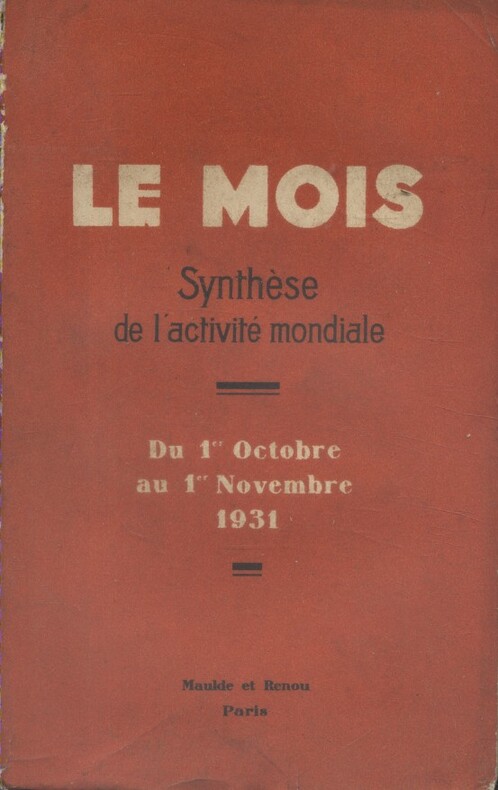 LE MOIS
Synthèse
de l'activité mondiale
Du 1er Octobre
au 1er Novembre
1931
Maulde et Renou
Paris